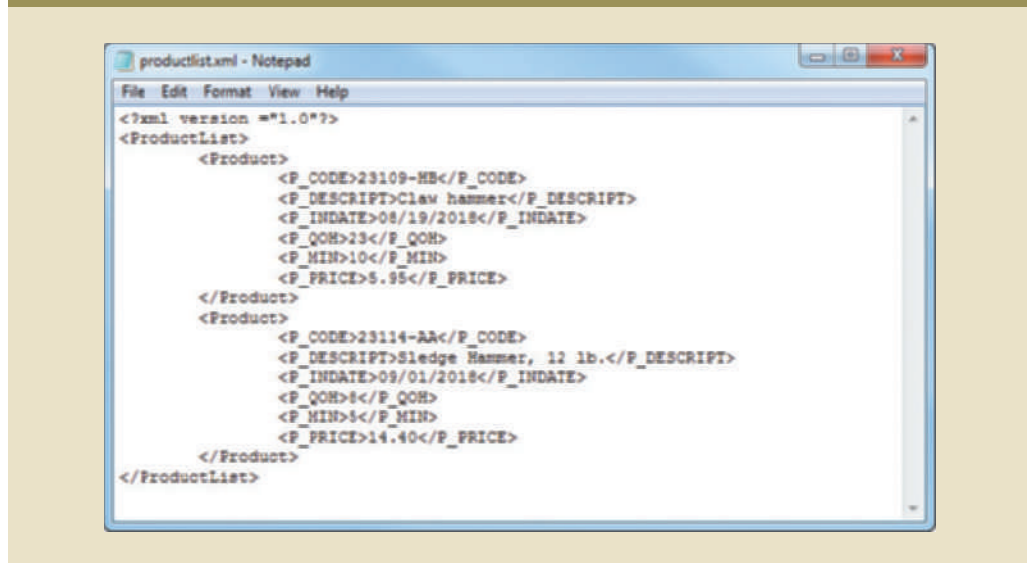 productlist.xml - Notepad
File Edit Format View Help
<?xml version ="1.0"?>
<ProductList>
<Product>
<P_CODE>23109-HB</P_CODE>
<P_DESCRIPT>Claw hammer</P_DESCRIPT>
<P_INDATE>08/19/2018</P_INDATE>
<P_QOH>23</P_QOH>
<P_MIN>10</P_MIN>
<P_PRICE>5.95</P_PRICE>
</Product>
<Product>
<P_CODE>23114-AA</P_CODE>
<P_DESCRIPT>Sledge Hammer, 12 lb.</P_DESCRIPT>
<P_INDATE>09/01/2018</P_INDATE>
<P_QOH>8</P_QOH>
<P_MIN>5</P_MIN>
<P_PRICE>14.40</P_PRICE>
</Product>
</ProductList>